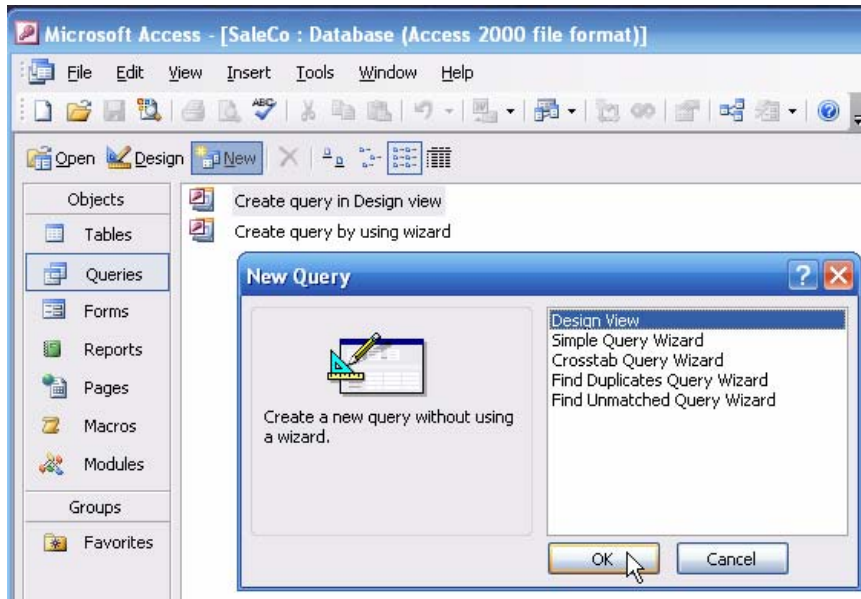 Microsoft Access - [SaleCo : Database (Access 2000 file format)]
File Edit View Insert Tools Window Help
ABC
Open Design New
Objects
Tables
Queries
Forms
Reports
Pages
Macros
Modules
Groups
Favorites
Create query in Design view
Create query by using wizard
New Query
Create a new query without using
a wizard.
Design View
Simple Query Wizard
Crosstab Query Wizard
Find Duplicates Query Wizard
Find Unmatched Query Wizard
OK Cancel